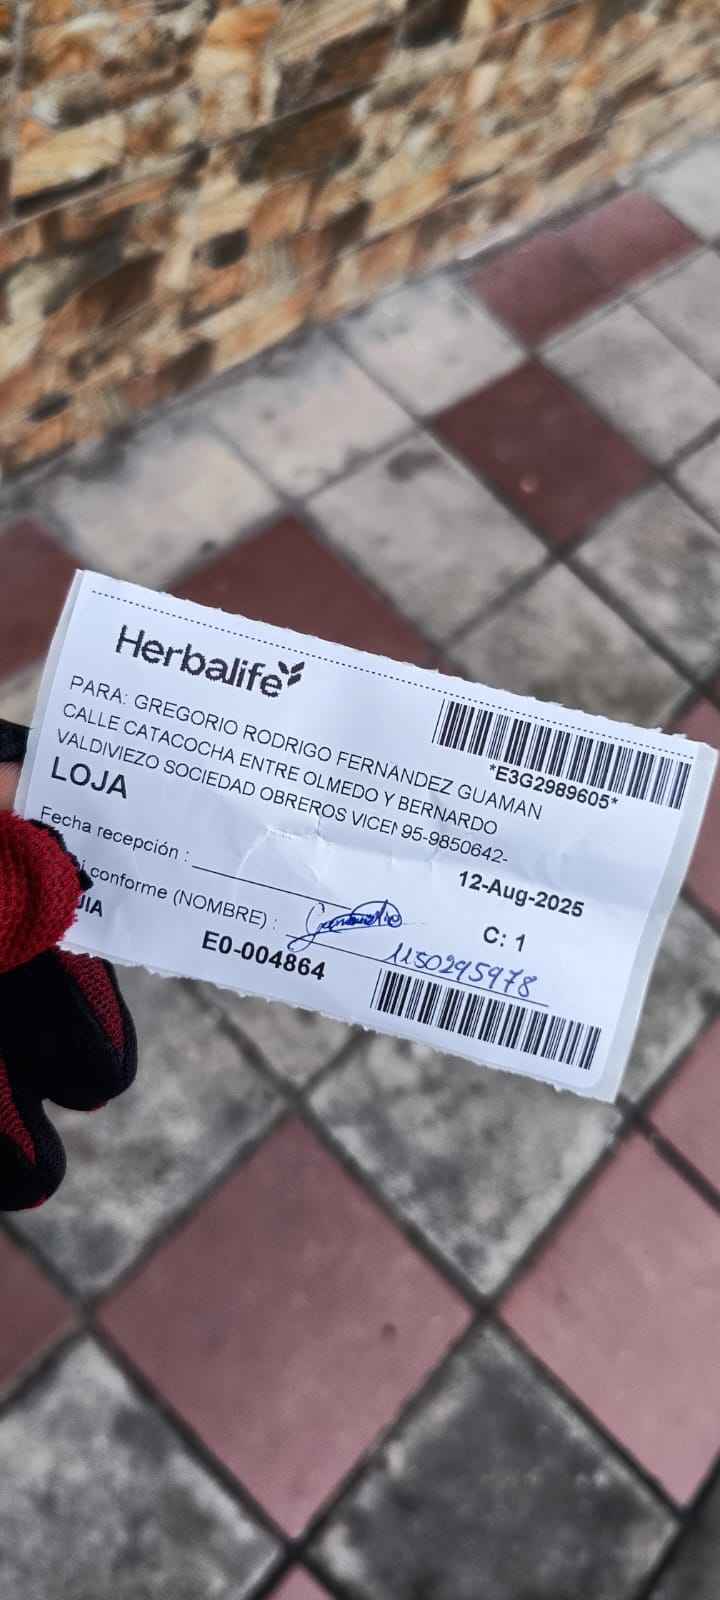 Herbalife
*E3G2989605*
PARA: GREGORIO RODRIGO FERNANDEZ GUAMAN
CALLE CATACOCHA ENTRE OLMEDO Y BERNARDO
VALDIVIEZO SOCIEDAD OBREROS VICEN 95-9850642-
LOJA
12-Aug-2025
Fecha recepción :
conforme (NOMBRE) :
C: 1
1150295978
E0-004864